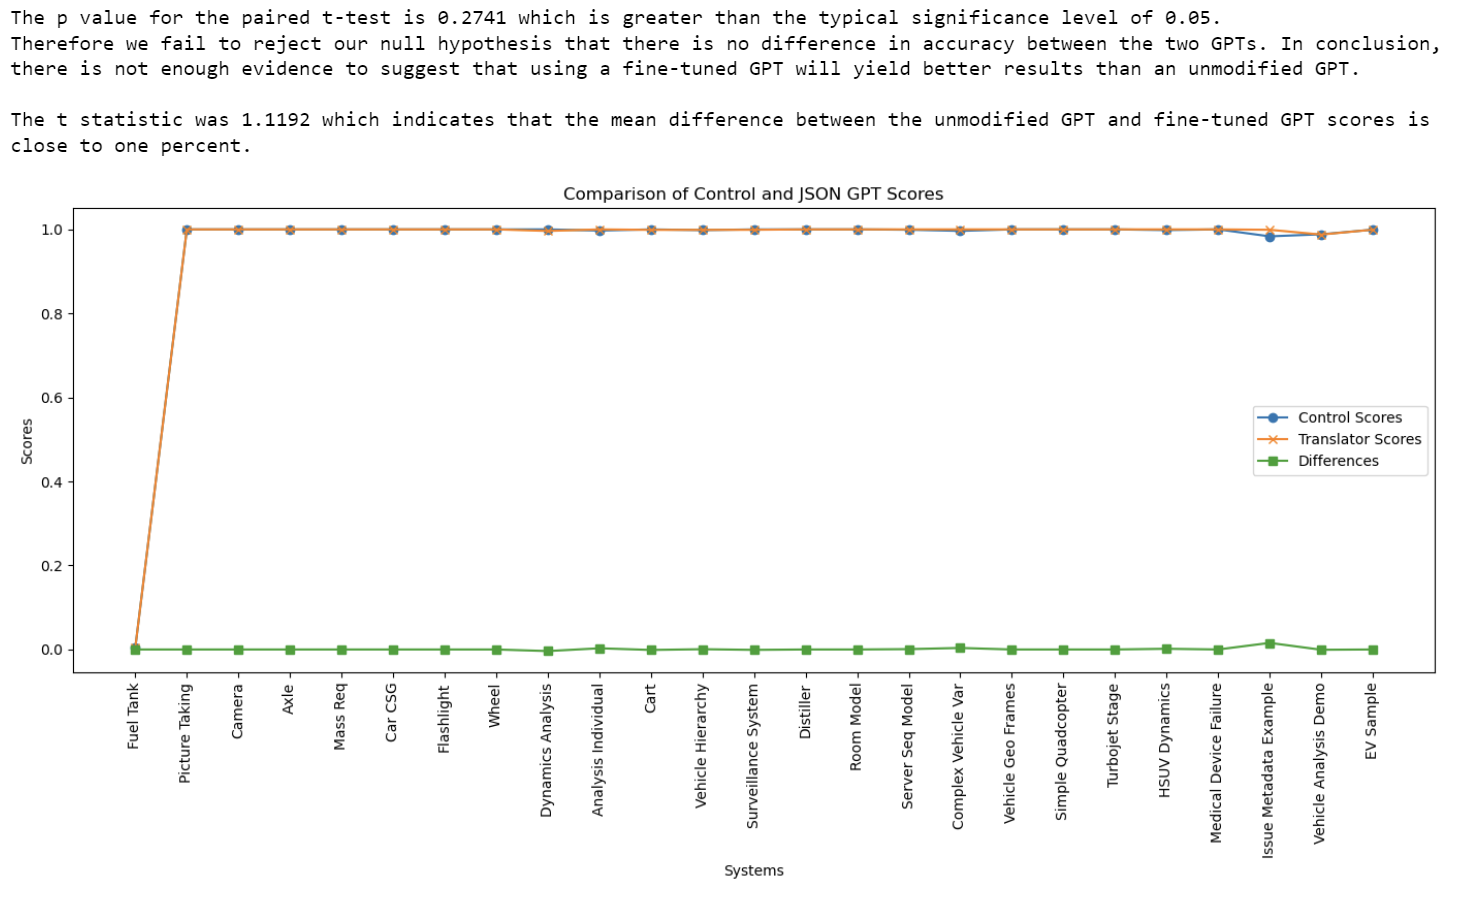 The p value for the paired t-test is 0.2741 which is greater than the typical significance level of 0.05.
Therefore we fail to reject our null hypothesis that there is no difference in accuracy between the two GPTs. In conclusion,
there is not enough evidence to suggest that using a fine-tuned GPT will yield better results than an unmodified GPT.
The t statistic was 1.1192 which indicates that the mean difference between the unmodified GPT and fine-tuned GPT scores is
close to one percent.
Comparison of Control and JSON GPT Scores
Scores
1.0
0.8
0.6
0.4
0.2
0.0
Control Scores
Translator Scores
Differences
Fuel Tank
Picture Taking
Camera
Axle
Mass Req
Car CSG
Flashlight
Wheel
Dynamics Analysis
Analysis Individual
Cart
Vehicle Hierarchy
Surveillance System
Distiller
Room Model
Server Seq Model
Complex Vehicle Var
Vehicle Geo Frames
Simple Quadcopter
Turbojet Stage
HSUV Dynamics
Medical Device Failure
Issue Metadata Example
Vehicle Analysis Demo
EV Sample
Systems